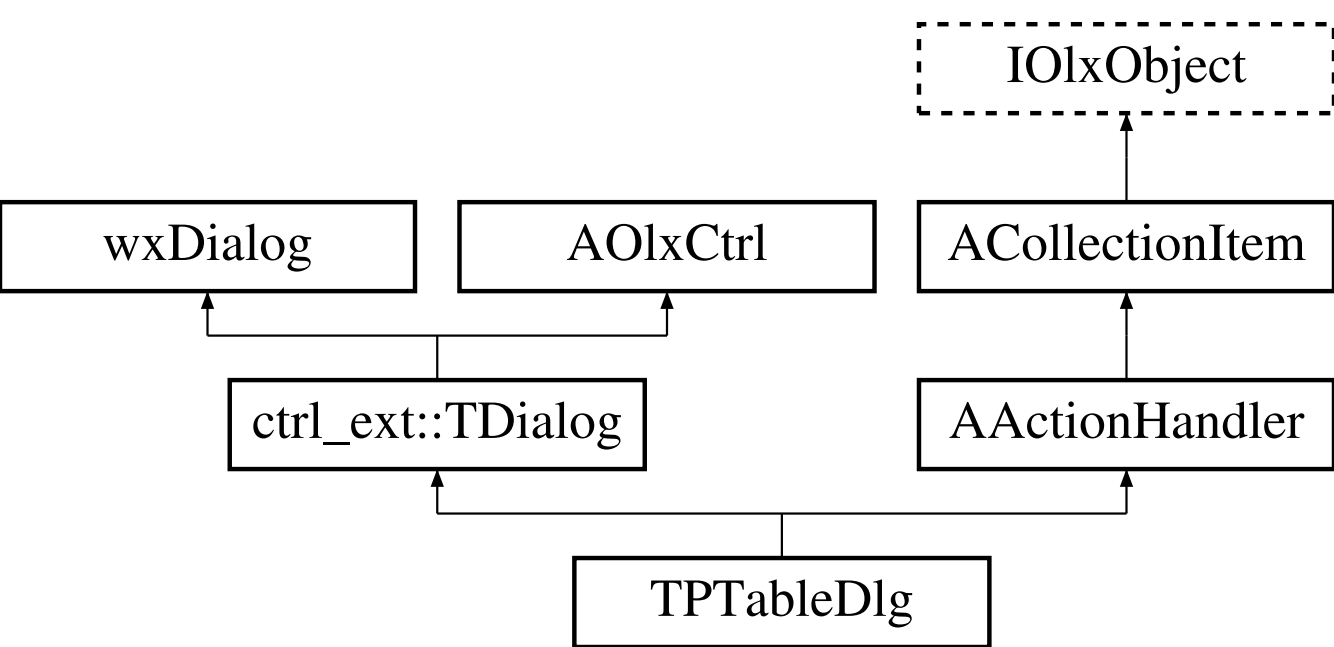 IOlxObject
wxDialog
AOlxCtrl
ACollectionItem
ctrl_ext::TDialog
AActionHandler
TPTableDlg